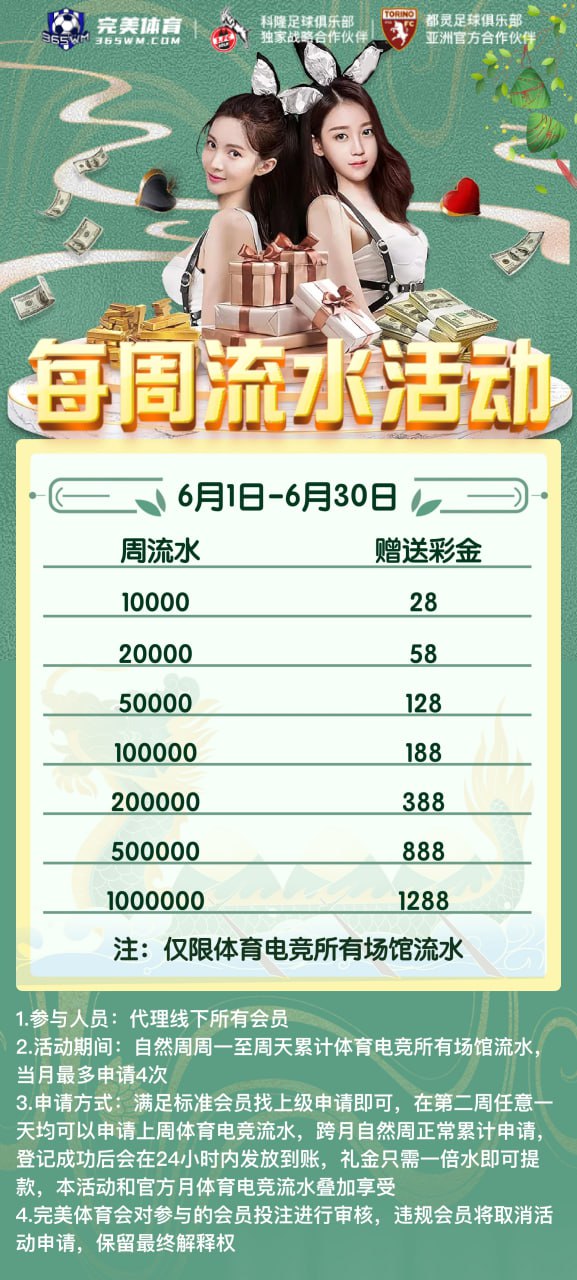 365WM
完美体育
365WM.COM
科隆足球俱乐部
独家战略合作伙伴
TORINO
FC
都灵足球俱乐部
亚洲官方合作伙伴
每周流水活动
6月1日-6月30日
周流水 赠送彩金
10000 28
20000 58
50000 128
100000 188
200000 388
500000 888
1000000 1288
注：仅限体育电竞所有场馆流水
1.参与人员：代理线下所有会员
2.活动期间：自然周周一至周天累计体育电竞所有场馆流水，
当月最多申请4次
3.申请方式：满足标准会员找上级申请即可，在第二周任意一
天均可以申请上周体育电竞流水，跨月自然周正常累计申请，
登记成功后会在24小时内发放到账，礼金只需一倍水即可提
款，本活动和官方月体育电竞流水叠加享受
4.完美体育会对参与的会员投注进行审核，违规会员将取消活
动申请，保留最终解释权